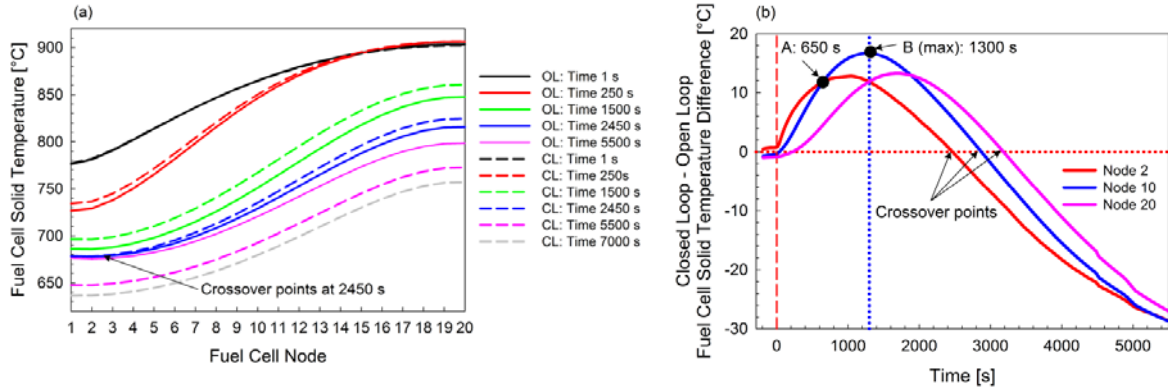 (a)
Fuel Cell Solid Temperature [°C]
900
850
800
750
700
650
Crossover points at 2450 s
1 2 3 4 5 6 7 8 9 10 11 12 13 14 15 16 17 18 19 20
Fuel Cell Node
OL: Time 1 s
OL: Time 250 s
OL: Time 1500 s
OL: Time 2450 s
OL: Time 5500 s
CL: Time 1 s
CL: Time 250s
CL: Time 1500 s
CL: Time 2450 s
CL: Time 5500 s
CL: Time 7000 s
(b)
Closed Loop - Open Loop
Fuel Cell Solid Temperature Difference [°C]
20
10
0
-10
-20
-30
A: 650 s
B (max): 1300 s
Crossover points
Node 2
Node 10
Node 20
0 1000 2000 3000 4000 5000
Time [s]